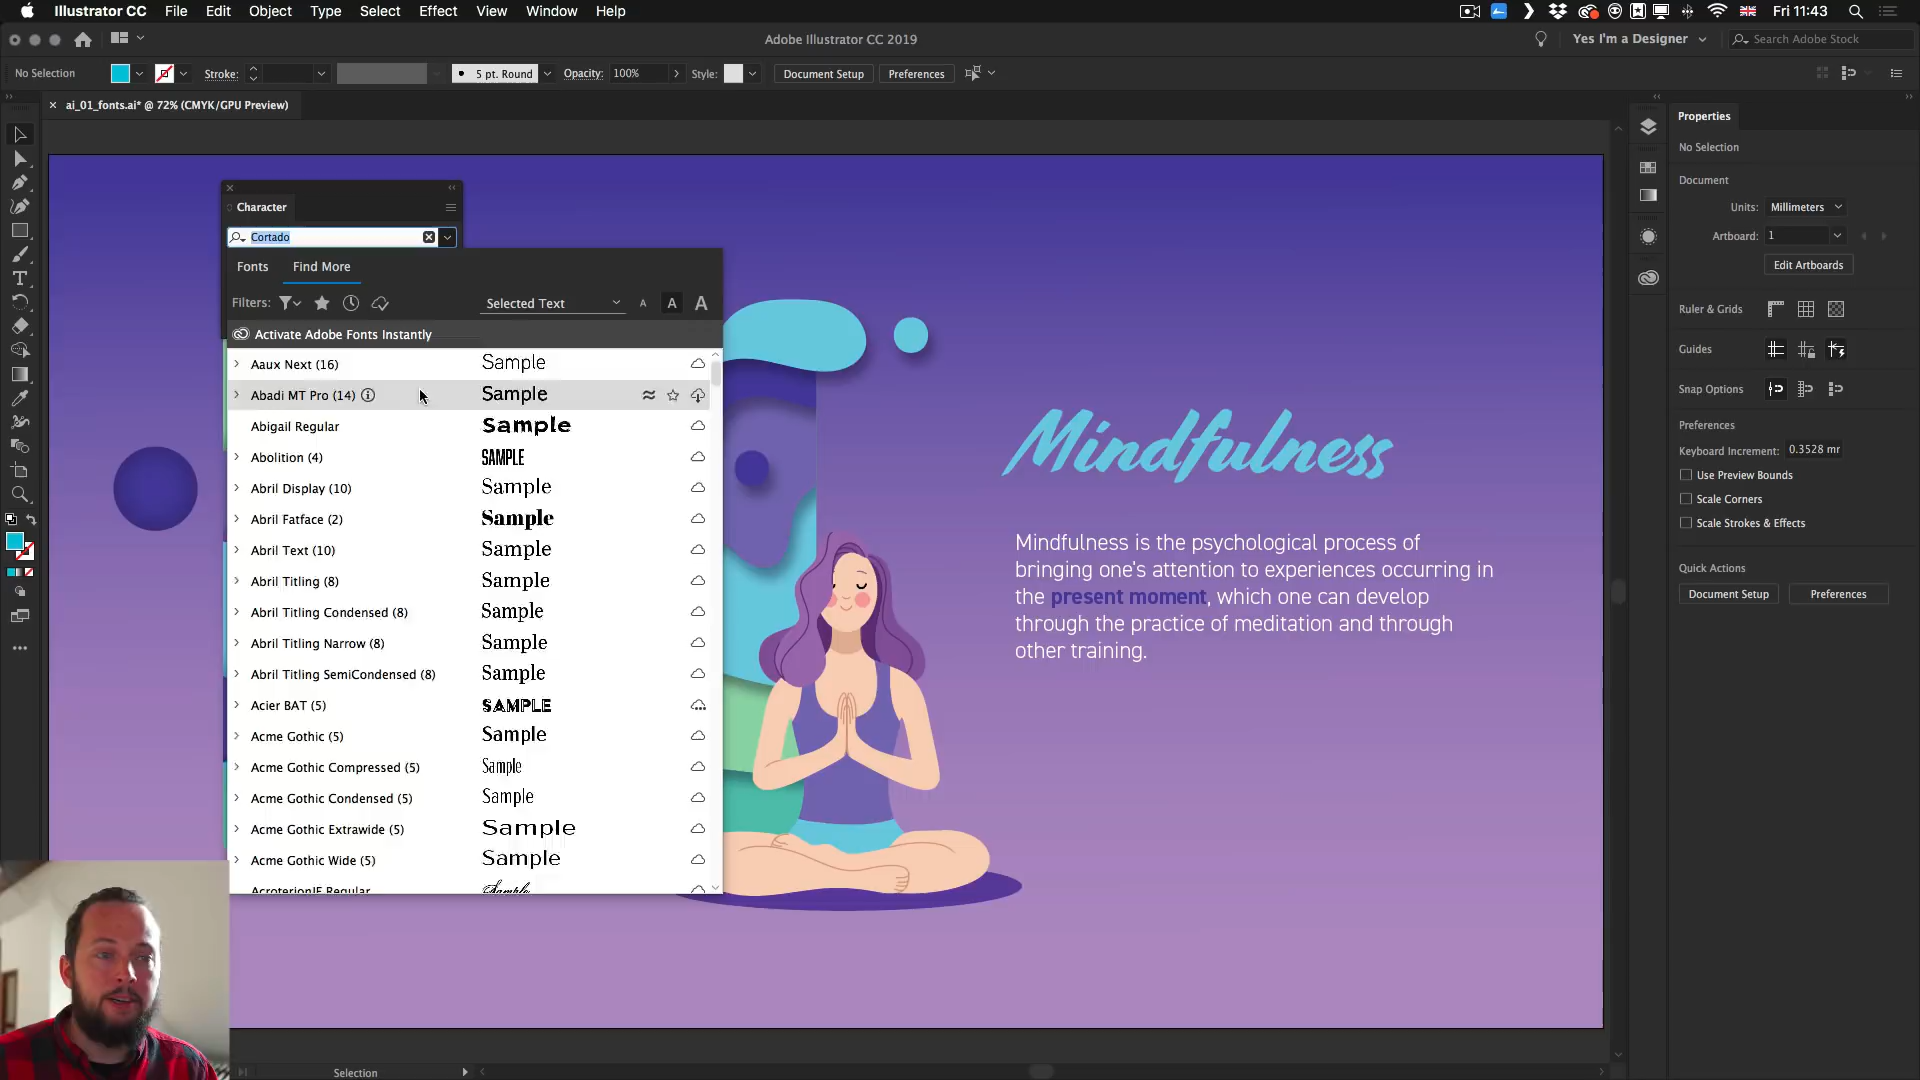 Illustrator CC File Edit Object Type Select Effect View Window Help
Fri 11:43
Adobe Illustrator CC 2019
Yes I'm a Designer
Search Adobe Stock
No Selection
Stroke:
5 pt. Round
Opacity: 100%
Style:
Document Setup
Preferences
ai_01_fonts.ai* @ 72% (CMYK/GPU Preview)
Character
Cortado
Fonts
Find More
Filters:
Selected Text
A A A
Activate Adobe Fonts Instantly
Aaux Next (16) Sample
Abadi MT Pro (14) Sample
Abigail Regular Sample
Abolition (4) SAMPLE
Abril Display (10) Sample
Abril Fatface (2) Sample
Abril Text (10) Sample
Abril Titling (8) Sample
Abril Titling Condensed (8) Sample
Abril Titling Narrow (8) Sample
Abril Titling SemiCondensed (8) Sample
Acier BAT (5) SAMPLE
Acme Gothic (5) Sample
Acme Gothic Compressed (5) Sample
Acme Gothic Condensed (5) Sample
Acme Gothic Extrawide (5) Sample
Acme Gothic Wide (5) Sample
AcroterionJF Regular Sample
Mindfulness
Mindfulness is the psychological process of
bringing one's attention to experiences occurring in
the present moment, which one can develop
through the practice of meditation and through
other training.
Properties
No Selection
Document
Units: Millimeters
Artboard: 1
Edit Artboards
Ruler & Grids
Guides
Snap Options
Preferences
Keyboard Increment: 0.3528 mr
Use Preview Bounds
Scale Corners
Scale Strokes & Effects
Quick Actions
Document Setup
Preferences
Selection